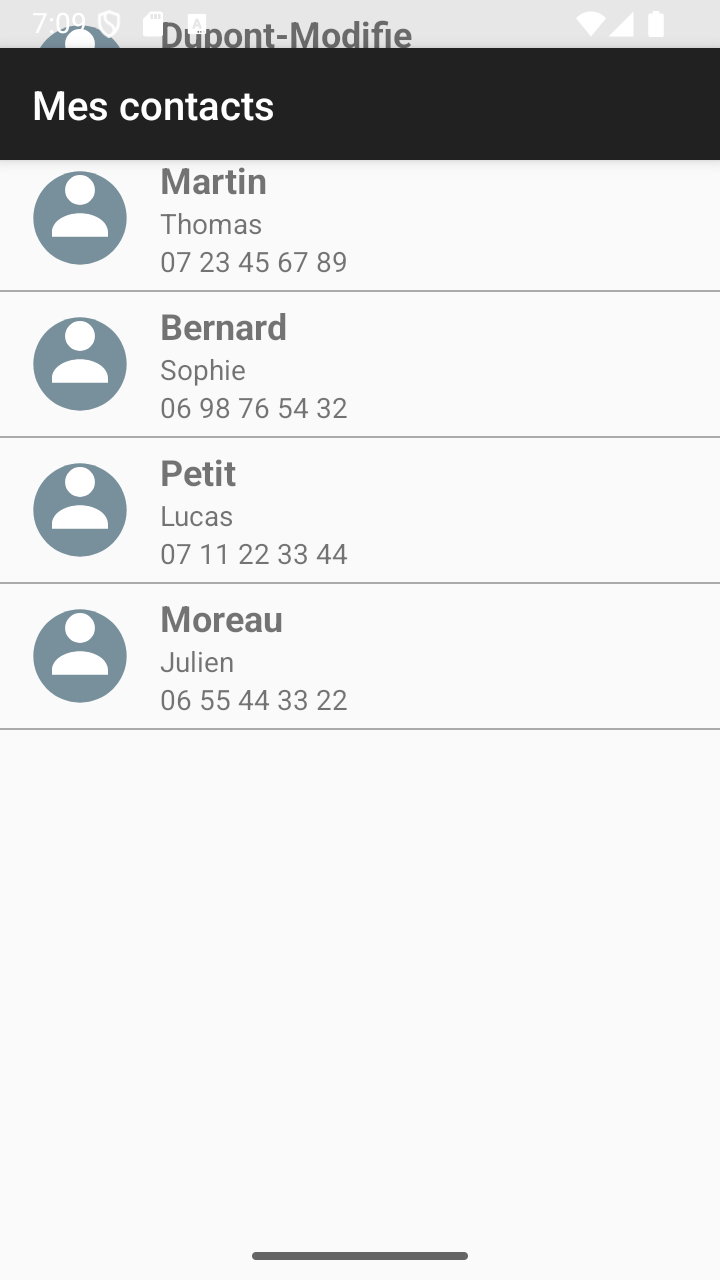 7:09
Dupont-Modifie
Mes contacts
Martin
Thomas
07 23 45 67 89
Bernard
Sophie
06 98 76 54 32
Petit
Lucas
07 11 22 33 44
Moreau
Julien
06 55 44 33 22